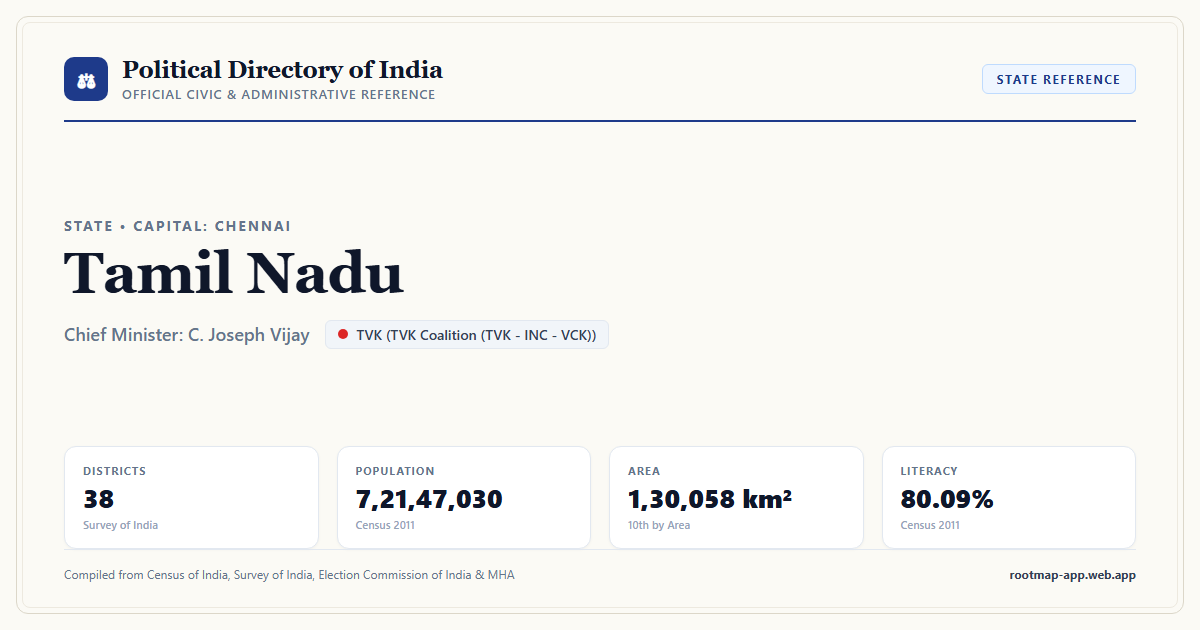 Political Directory of India
OFFICIAL CIVIC & ADMINISTRATIVE REFERENCE
STATE REFERENCE
STATE • CAPITAL: CHENNAI
Tamil Nadu
Chief Minister: C. Joseph Vijay
TVK (TVK Coalition (TVK - INC - VCK))
DISTRICTS
38
Survey of India
POPULATION
7,21,47,030
Census 2011
AREA
1,30,058 km²
10th by Area
LITERACY
80.09%
Census 2011
Compiled from Census of India, Survey of India, Election Commission of India & MHA
rootmap-app.web.app